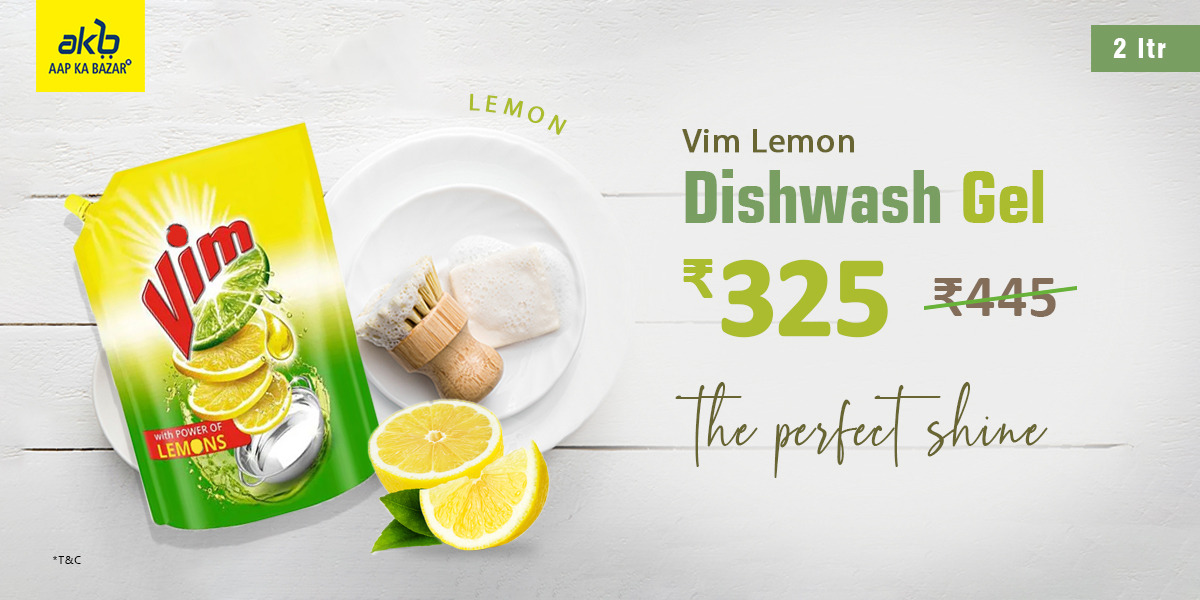 akb
AAP KA BAZAR
2 ltr
LEMON
Vim Lemon
Dishwash Gel
₹325 ₹445
the perfect shine
Vim
with POWER OF
LEMONS
*T&C